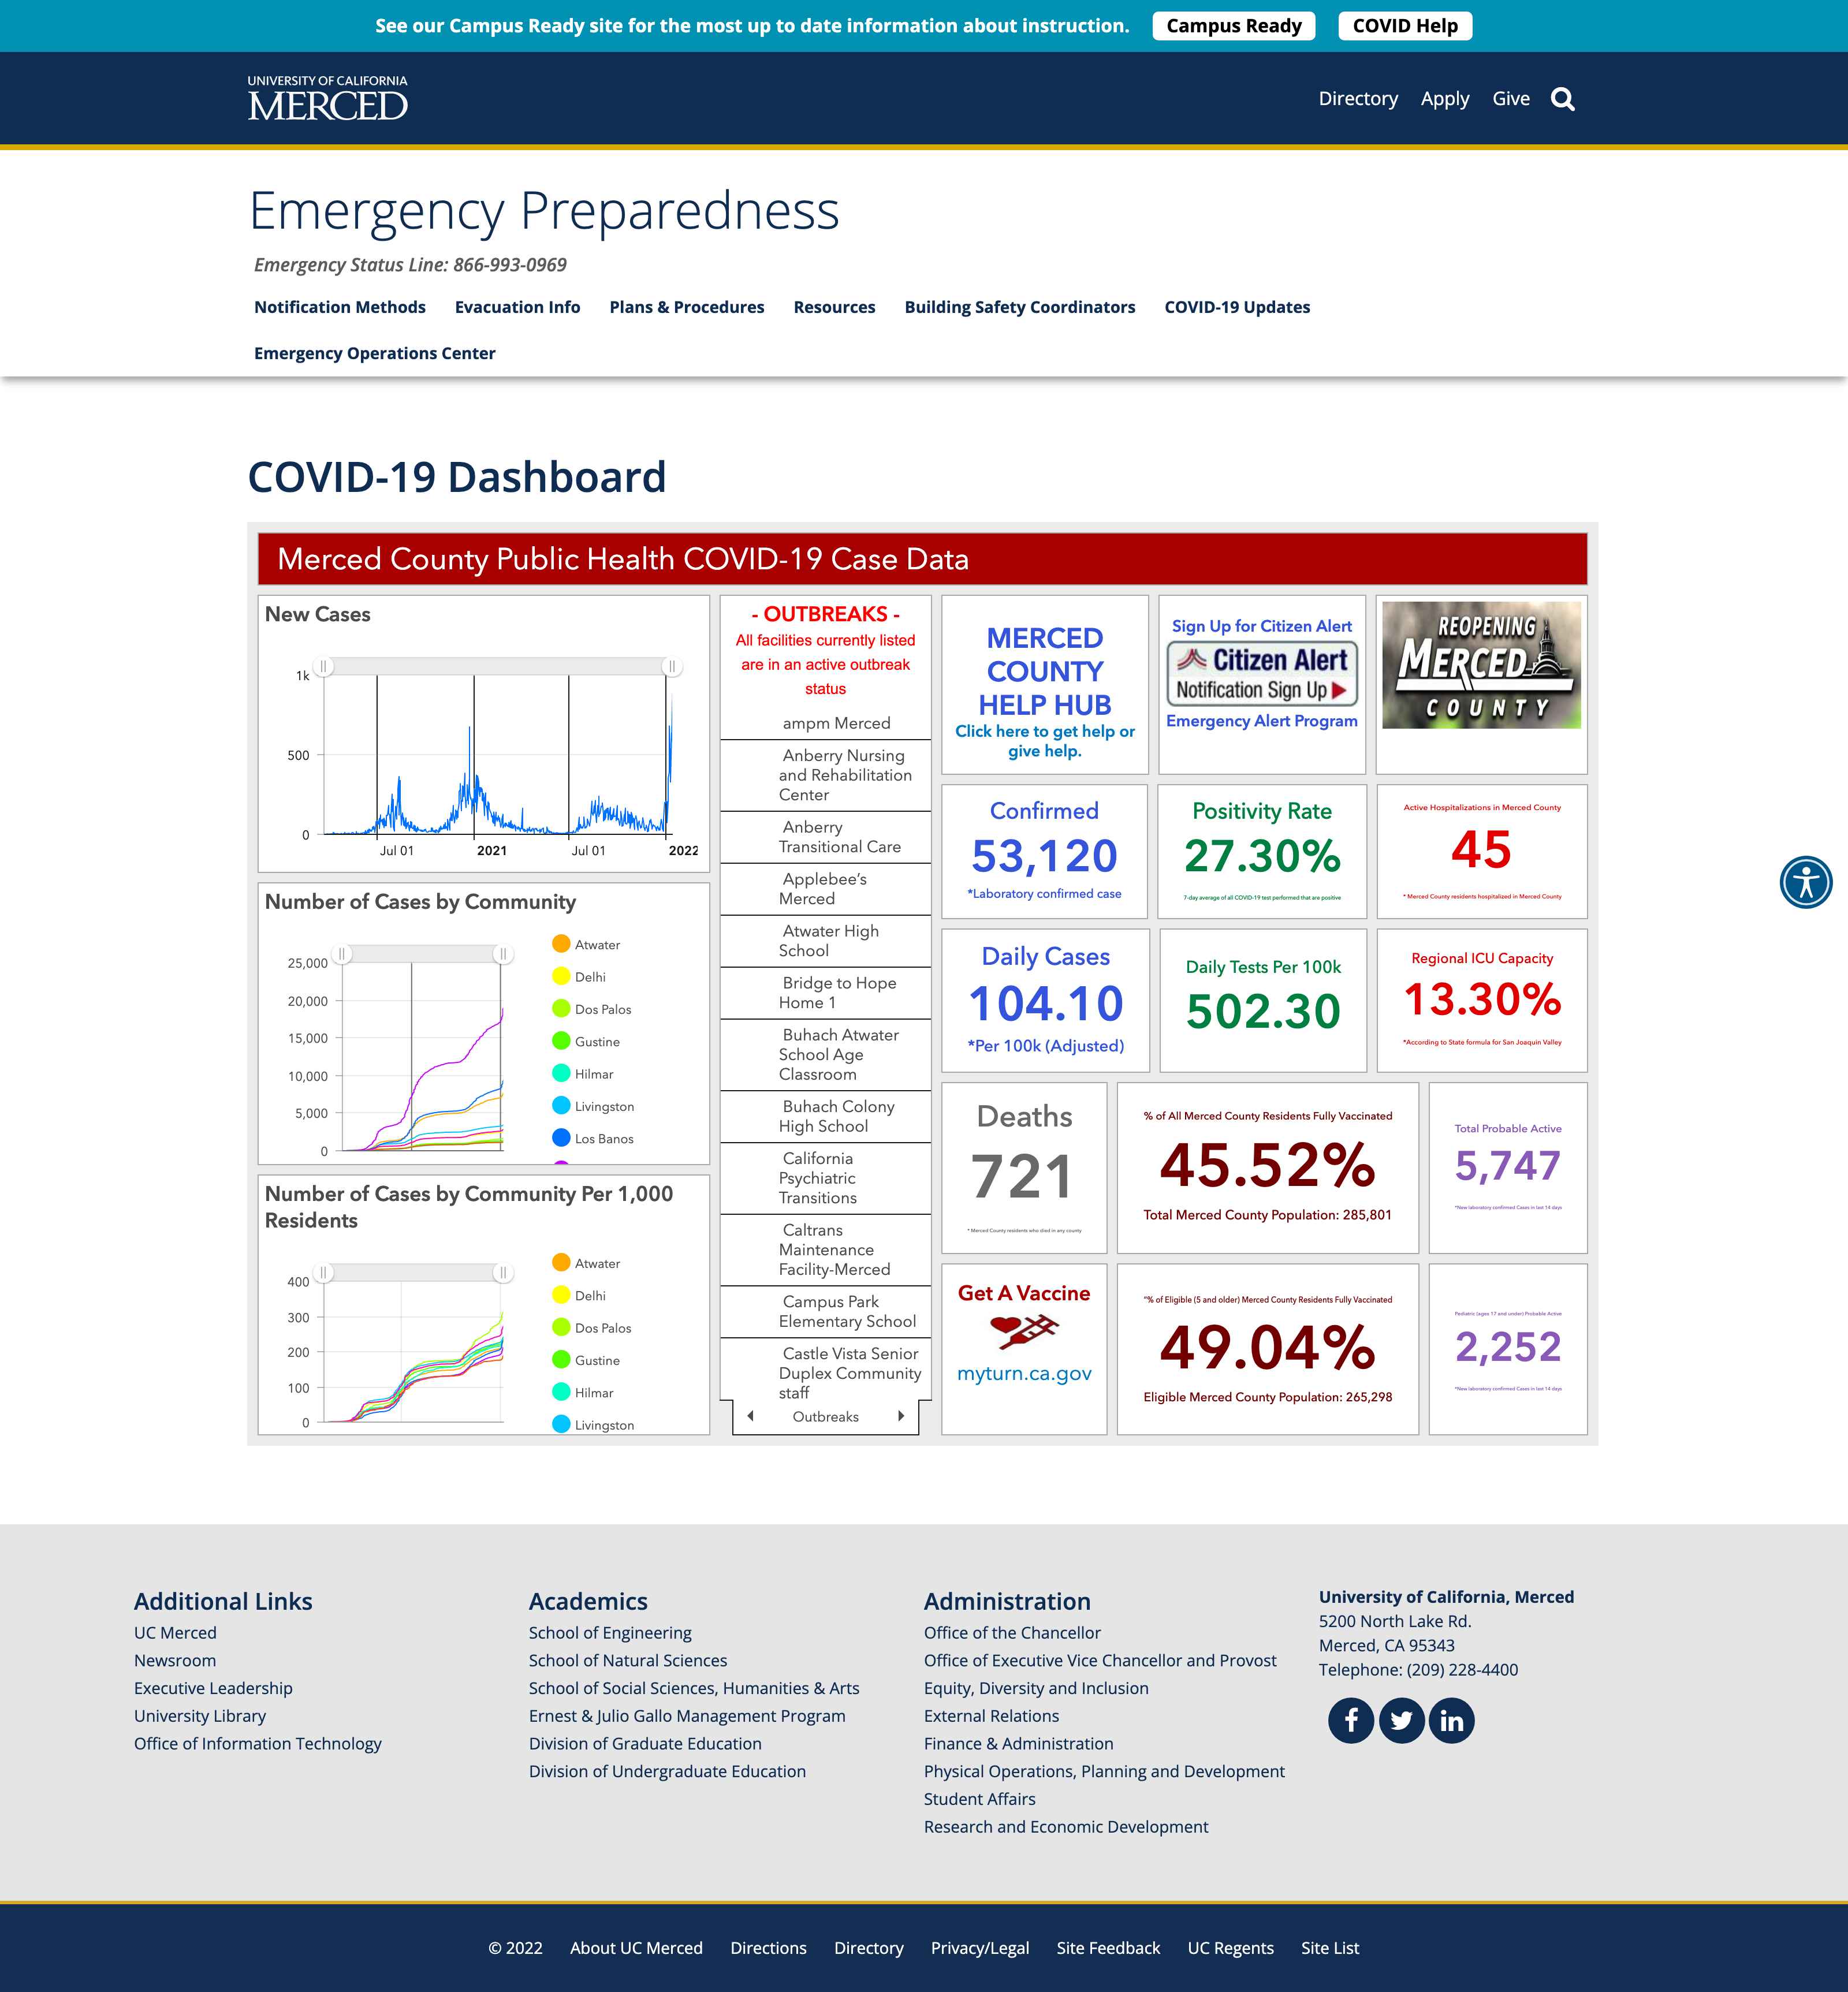 See our Campus Ready site for the most up to date information about instruction.
Campus Ready
COVID Help
UNIVERSITY OF CALIFORNIA
MERCED
Directory
Apply
Give
Emergency Preparedness
Emergency Status Line: 866-993-0969
Notification Methods
Evacuation Info
Plans & Procedures
Resources
Building Safety Coordinators
COVID-19 Updates
Emergency Operations Center
COVID-19 Dashboard
Merced County Public Health COVID-19 Case Data
New Cases
1k
500
0
Jul 01
2021
Jul 01
2022
Number of Cases by Community
25,000
20,000
15,000
10,000
5,000
0
Atwater
Delhi
Dos Palos
Gustine
Hilmar
Livingston
Los Banos
Number of Cases by Community Per 1,000
Residents
400
300
200
100
0
Atwater
Delhi
Dos Palos
Gustine
Hilmar
Livingston
- OUTBREAKS -
All facilities currently listed
are in an active outbreak
status
ampm Merced
Anberry Nursing
and Rehabilitation
Center
Anberry
Transitional Care
Applebee's
Merced
Atwater High
School
Bridge to Hope
Home 1
Buhach Atwater
School Age
Classroom
Buhach Colony
High School
California
Psychiatric
Transitions
Caltrans
Maintenance
Facility-Merced
Campus Park
Elementary School
Castle Vista Senior
Duplex Community
staff
Outbreaks
MERCED
COUNTY
HELP HUB
Click here to get help or
give help.
Sign Up for Citizen Alert
Citizen Alert
Notification Sign Up
Emergency Alert Program
REOPENING
MERCED
COUNTY
Confirmed
53,120
*Laboratory confirmed case
Positivity Rate
27.30%
7-day average of all COVID-19 test performed that are positive
Active Hospitalizations in Merced County
45
* Merced County residents hospitalized in Merced County
Daily Cases
104.10
*Per 100k (Adjusted)
Daily Tests Per 100k
502.30
Regional ICU Capacity
13.30%
*According to State formula for San Joaquin Valley
Deaths
721
* Merced County residents who died in any county
% of All Merced County Residents Fully Vaccinated
45.52%
Total Merced County Population: 285,801
Total Probable Active
5,747
*New laboratory confirmed Cases in last 14 days
Get A Vaccine
myturn.ca.gov
"% of Eligible (5 and older) Merced County Residents Fully Vaccinated
49.04%
Eligible Merced County Population: 265,298
Pediatric (ages 17 and under) Probable Active
2,252
*New laboratory confirmed Cases in last 14 days
Additional Links
UC Merced
Newsroom
Executive Leadership
University Library
Office of Information Technology
Academics
School of Engineering
School of Natural Sciences
School of Social Sciences, Humanities & Arts
Ernest & Julio Gallo Management Program
Division of Graduate Education
Division of Undergraduate Education
Administration
Office of the Chancellor
Office of Executive Vice Chancellor and Provost
Equity, Diversity and Inclusion
External Relations
Finance & Administration
Physical Operations, Planning and Development
Student Affairs
Research and Economic Development
University of California, Merced
5200 North Lake Rd.
Merced, CA 95343
Telephone: (209) 228-4400
© 2022
About UC Merced
Directions
Directory
Privacy/Legal
Site Feedback
UC Regents
Site List